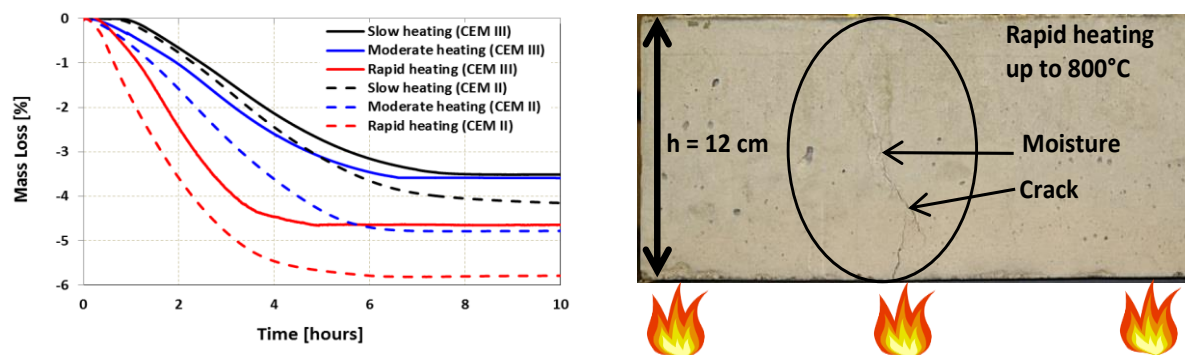 0
-1
-2
-3
-4
-5
-6
Mass Loss [%]
Slow heating (CEM III)
Moderate heating (CEM III)
Rapid heating (CEM III)
Slow heating (CEM II)
Moderate heating (CEM II)
Rapid heating (CEM II)
0 2 4 6 8 10
Time [hours]
Rapid heating
up to 800°C
h = 12 cm
Moisture
Crack